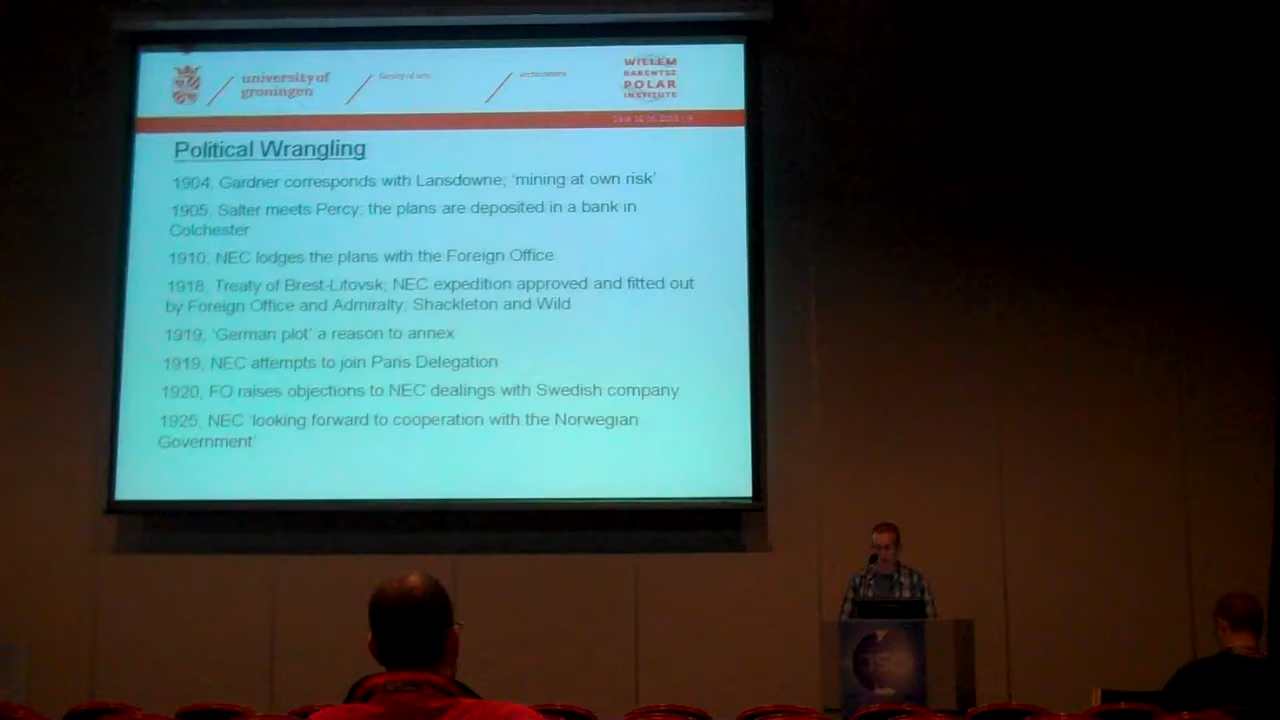 university of
groningen
faculty of arts
WILLEM
BARENTSZ
POLAR
INSTITUTE
Political Wrangling
1904, Gardner corresponds with Lansdowne; 'mining at own risk'
1905, Salter meets Percy; the plans are deposited in a bank in
Colchester
1910, NEC lodges the plans with the Foreign Office
1918, Treaty of Brest-Litovsk; NEC expedition approved and fitted out
by Foreign Office and Admiralty; Shackleton and Wild
1919, 'German plot' a reason to annex
1919, NEC attempts to join Paris Delegation
1920, FO raises objections to NEC dealings with Swedish company
1925, NEC 'looking forward to cooperation with the Norwegian
Government'